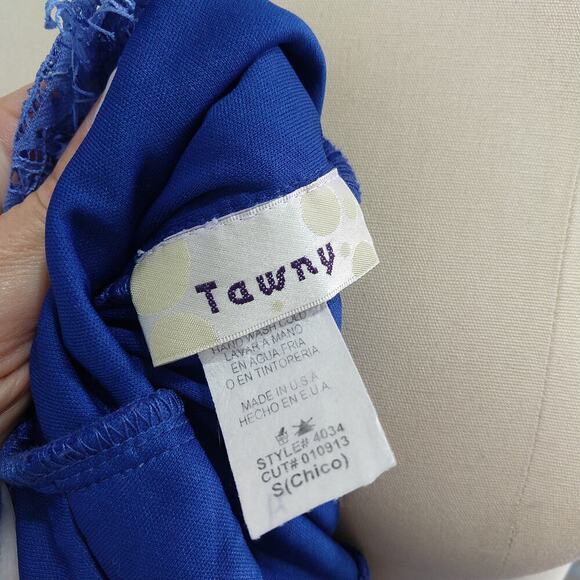 Tawny
HAND WASH COLD
LAVAR A MANO
EN AGUA FRIA
O EN TINTOPERIA
MADE IN U.S.A
HECHO EN E.U.A.
STYLE# 4034
CUT# 010913
S(Chico)